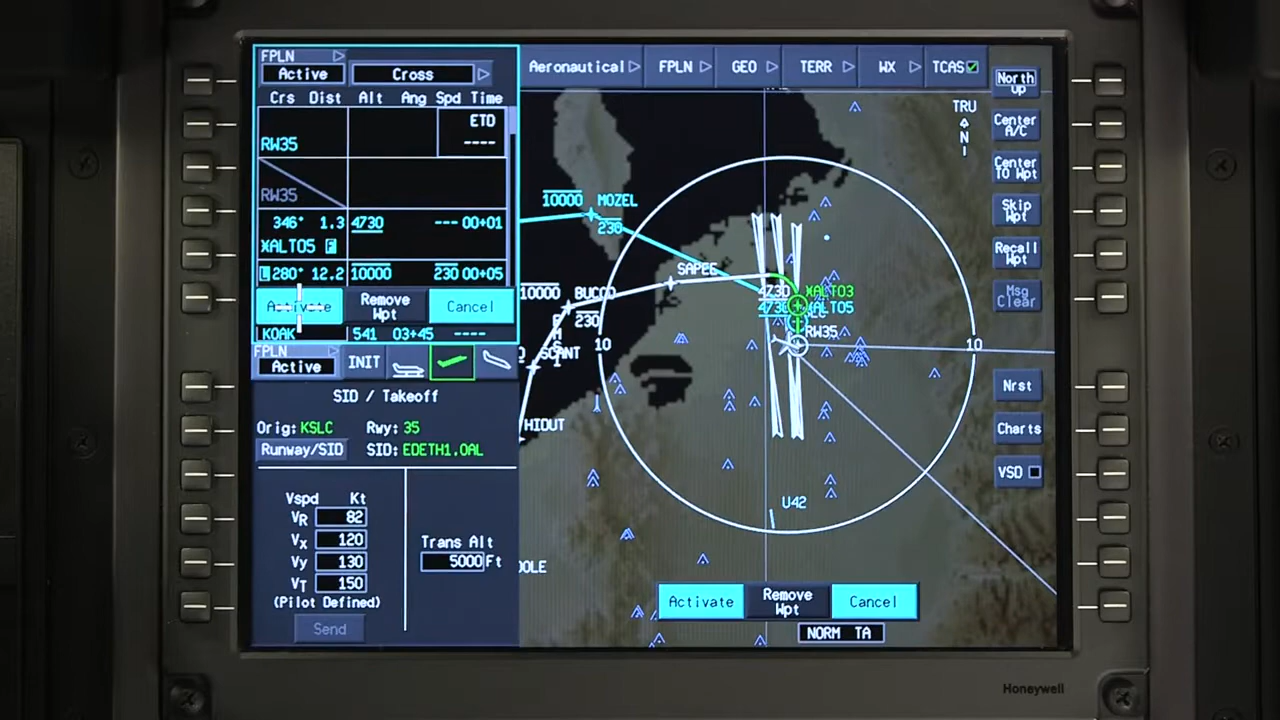 FPLN
Active
Cross
Crs Dist Alt Ang Spd Time
RW35
ETD
----
RW35
346° 1.3 4730 --- 00+01
XALTO5 F
L 280° 12.2 10000 230 00+05
Activate
Remove Wpt
Cancel
KOAK 541 03+45 ----
FPLN
Active
INIT
SID / Takeoff
Orig: KSLC Rwy: 35
Runway/SID SID: EDETH1.OAL
Vspd Kt
VR 82
Vx 120
Vy 130
VT 150
(Pilot Defined)
Send
Trans Alt
5000 Ft
Aeronautical
FPLN
GEO
TERR
WX
TCAS
TRU
N
10000 MOZEL
230
SAPEE
10000 BUCCO
230
SCANT
HIDUT
10
10
4730 XALTO3
4730 XALTO5
RW35
U42
OLE
Activate
Remove Wpt
Cancel
NORM TA
North Up
Center A/C
Center TO Wpt
Skip Wpt
Recall Wpt
Msg Clear
Nrst
Charts
VSD
Honeywell